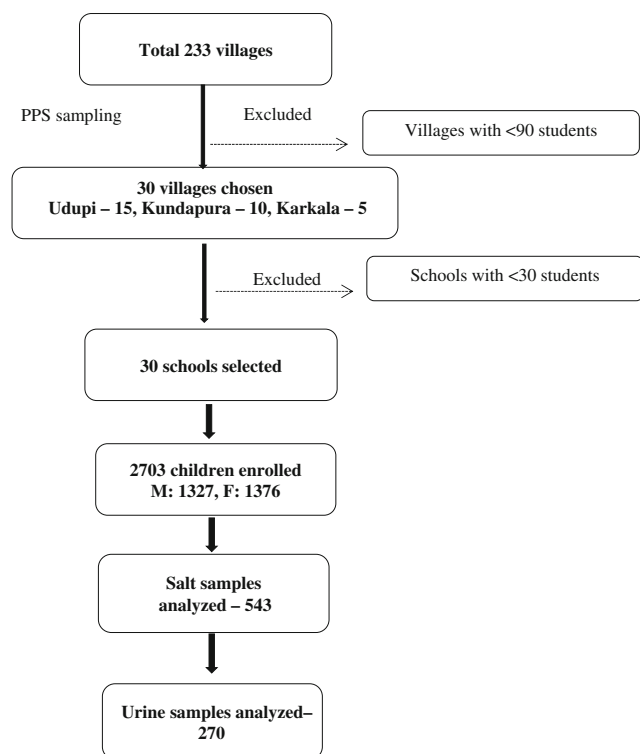 Total 233 villages
PPS sampling
Excluded
Villages with <90 students
30 villages chosen
Udupi – 15, Kundapura – 10, Karkala – 5
Excluded
Schools with <30 students
30 schools selected
2703 children enrolled
M: 1327, F: 1376
Salt samples
analyzed – 543
Urine samples analyzed–
270